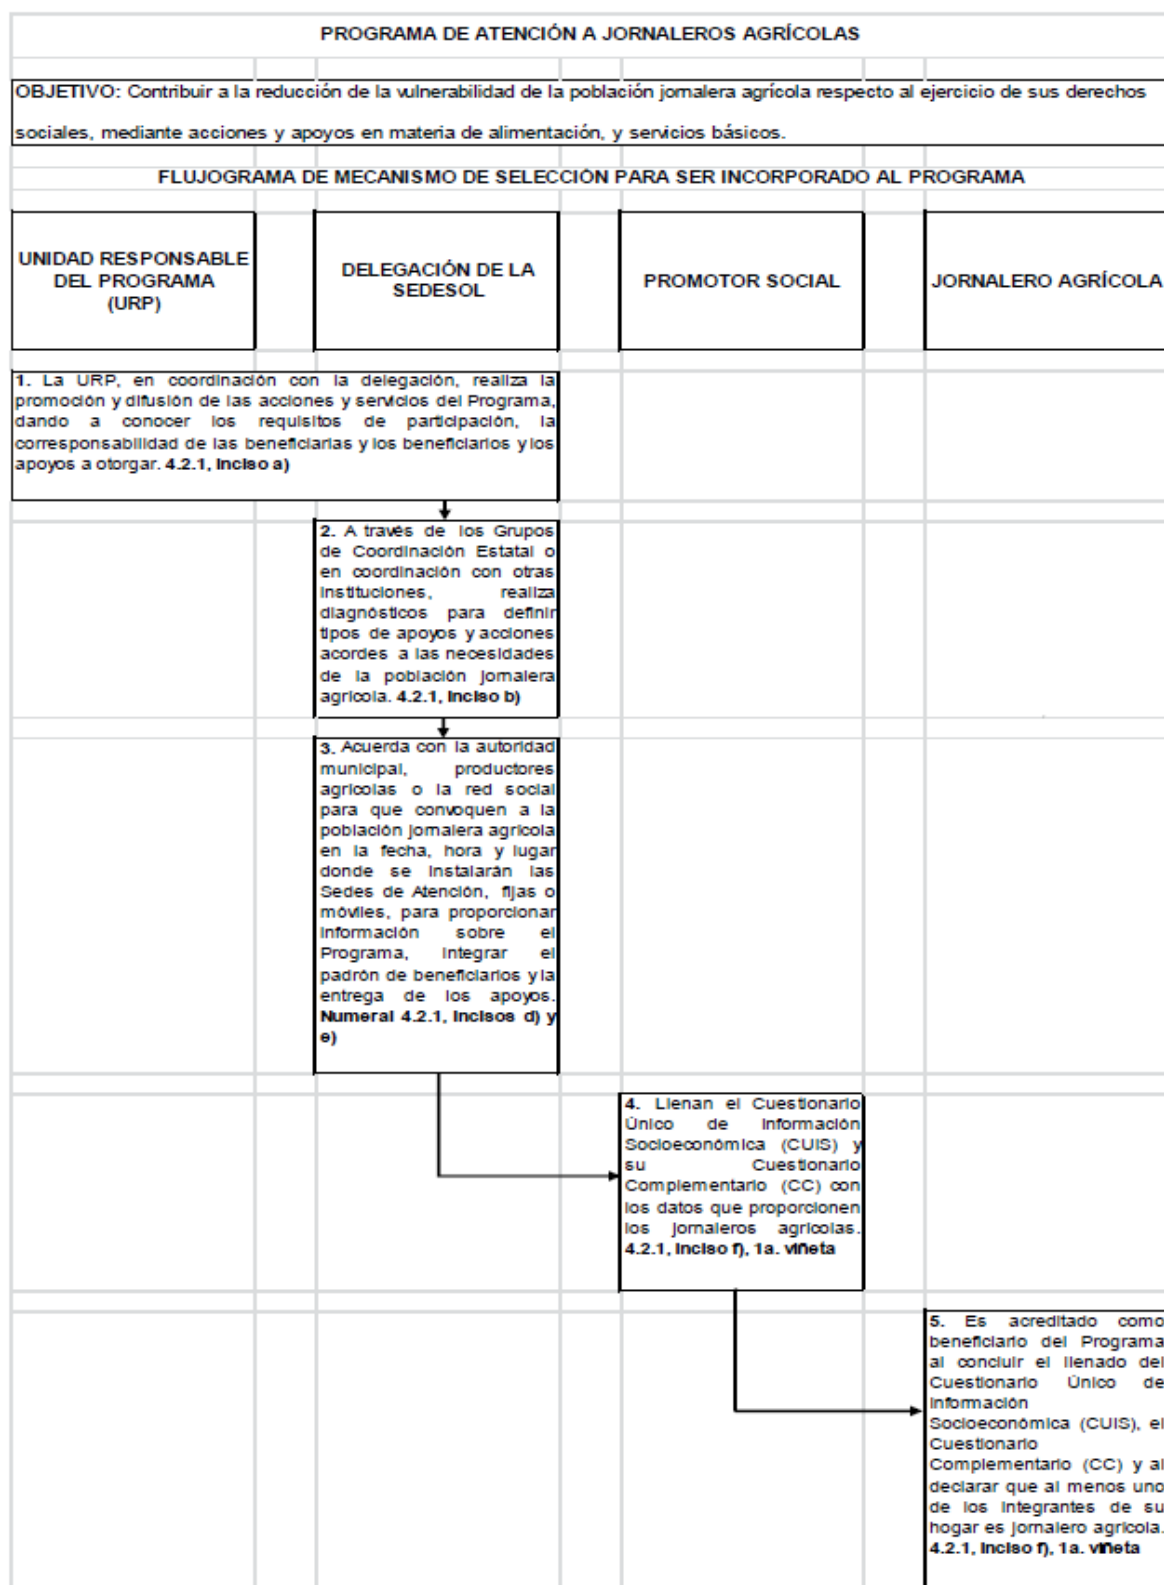 PROGRAMA DE ATENCIÓN A JORNALEROS AGRÍCOLAS
OBJETIVO: Contribuir a la reducción de la vulnerabilidad de la población jornalera agrícola respecto al ejercicio de sus derechos
sociales, mediante acciones y apoyos en materia de alimentación, y servicios básicos.
FLUJOGRAMA DE MECANISMO DE SELECCIÓN PARA SER INCORPORADO AL PROGRAMA
UNIDAD RESPONSABLE
DEL PROGRAMA
(URP)
DELEGACIÓN DE LA
SEDESOL
PROMOTOR SOCIAL
JORNALERO AGRÍCOLA
1. La URP, en coordinación con la delegación, realiza la
promoción y difusión de las acciones y servicios del Programa,
dando a conocer los requisitos de participación, la
corresponsabilidad de las beneficiarias y los beneficiarios y los
apoyos a otorgar. 4.2.1, inciso a)
2. A través de los Grupos
de Coordinación Estatal o
en coordinación con otras
instituciones, realiza
diagnósticos para definir
tipos de apoyos y acciones
acordes a las necesidades
de la población jornalera
agrícola. 4.2.1, inciso b)
3. Acuerda con la autoridad
municipal, productores
agrícolas o la red social
para que convoquen a la
población jornalera agrícola
en la fecha, hora y lugar
donde se instalarán las
Sedes de Atención, fijas o
móviles, para proporcionar
información sobre el
Programa, integrar el
padrón de beneficiarios y la
entrega de los apoyos.
Numeral 4.2.1, incisos d) y
e)
4. Llenan el Cuestionario
Único de Información
Socioeconómica (CUIS) y
su Cuestionario
Complementario (CC) con
los datos que proporcionen
los jornaleros agrícolas.
4.2.1, inciso f), 1a. viñeta
5. Es acreditado como
beneficiario del Programa
al concluir el llenado del
Cuestionario Único de
Información
Socioeconómica (CUIS), el
Cuestionario
Complementario (CC) y al
declarar que al menos uno
de los integrantes de su
hogar es jornalero agrícola.
4.2.1, inciso f), 1a. viñeta